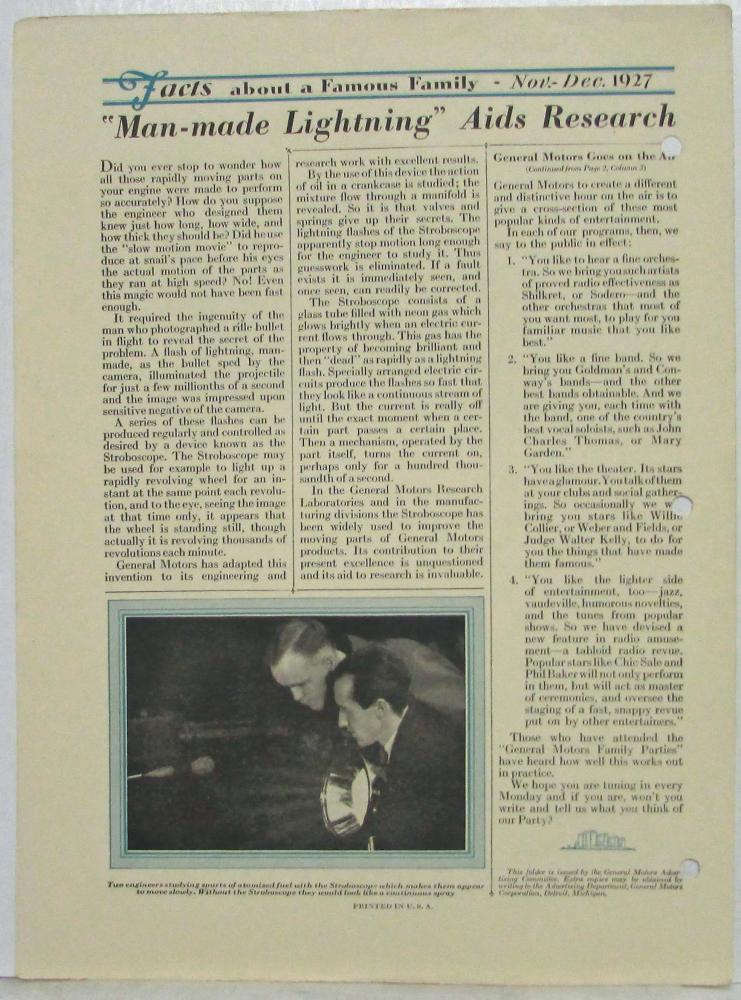 Facts about a Famous Family - Nov.-Dec. 1927
"Man-made Lightning" Aids Research
Did you ever stop to wonder how
all those rapidly moving parts on
your engine were made to perform
so accurately? How do you suppose
the engineer who designed them
knew just how long, how wide, and
how thick they should be? Did he use
the "slow motion movie" to repro-
duce at snail's pace before his eyes
the actual motion of the parts as
they ran at high speed? No! Even
this magic would not have been fast
enough.
It required the ingenuity of the
man who photographed a rifle bullet
in flight to reveal the secret of the
problem. A flash of lightning, man-
made, as the bullet sped by the
camera, illuminated the projectile
for just a few millionths of a second
and the image was impressed upon
sensitive negative of the camera.
A series of these flashes can be
produced regularly and controlled as
desired by a device known as the
Stroboscope. The Stroboscope may
be used for example to light up a
rapidly revolving wheel for an in-
stant at the same point each revolu-
tion, and to the eye, seeing the image
at that time only, it appears that
the wheel is standing still, though
actually it is revolving thousands of
revolutions each minute.
General Motors has adapted this
invention to its engineering and
research work with excellent results.
By the use of this device the action
of oil in a crankcase is studied; the
mixture flow through a manifold is
revealed. So it is that valves and
springs give up their secrets. The
lightning flashes of the Stroboscope
apparently stop motion long enough
for the engineer to study it. Thus
guesswork is eliminated. If a fault
exists it is immediately seen, and
once seen, can readily be corrected.
The Stroboscope consists of a
glass tube filled with neon gas which
glows brightly when an electric cur-
rent flows through. This gas has the
property of becoming brilliant and
then "dead" as rapidly as a lightning
flash. Specially arranged electric cir-
cuits produce the flashes so fast that
they look like a continuous stream of
light. But the current is really off
until the exact moment when a cer-
tain part passes a certain place.
Then a mechanism, operated by the
part itself, turns the current on,
perhaps only for a hundred thou-
sandth of a second.
In the General Motors Research
Laboratories and in the manufac-
turing divisions the Stroboscope has
been widely used to improve the
moving parts of General Motors
products. Its contribution to their
present excellence is unquestioned
and its aid to research is invaluable.
Two engineers studying spurts of atomized fuel with the Stroboscope which makes them appear
to move slowly. Without the Stroboscope they would look like a continuous spray
PRINTED IN U. S. A.
General Motors Goes on the
(Continued from Page 2, Column 3)
General Motors to create a different
and distinctive hour on the air is to
give a cross-section of these most
popular kinds of entertainment.
In each of our programs, then, we
say to the public in effect:
1. "You like to hear a fine orches-
tra. So we bring you such artists
of proved radio effectiveness as
Shilkret, or Sodero—and the
other orchestras that most of
you want most, to play for you
familiar music that you like
best."
2. "You like a fine band. So we
bring you Goldman's and Con-
way's bands—and the other
best bands obtainable. And we
are giving you, each time with
the band, one of the country's
best vocal soloists, such as John
Charles Thomas, or Mary
Garden."
3. "You like the theater. Its stars
have a glamour. You talk of them
at your clubs and social gather-
ings. So occasionally we
bring you stars like Willie
Collier, or Weber and Fields, or
Judge Walter Kelly, to do for
you the things that have made
them famous."
4. "You like the lighter side
of entertainment, too—jazz,
vaudeville, humorous novelties,
and the tunes from popular
shows. So we have devised a
new feature in radio amuse-
ment—a tabloid radio revue.
Popular stars like Chic Sale and
Phil Baker will not only perform
in them, but will act as master
of ceremonies, and oversee the
staging of a fast, snappy revue
put on by other entertainers."
Those who have attended the
"General Motors Family Parties"
have heard how well this works out
in practice.
We hope you are tuning in every
Monday and if you are, won't you
write and tell us what you think of
our Party?
This folder is issued by the General Motors Adver-
tising Committee. Extra copies may be obtained by
writing to the Advertising Department, General Motors
Corporation, Detroit, Michigan.